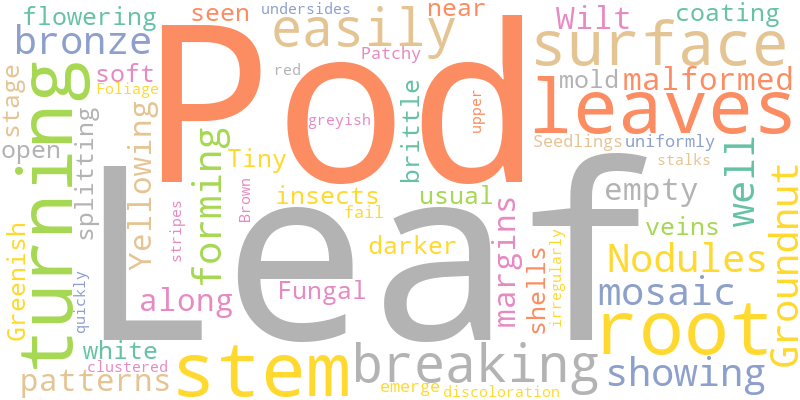 flowering
seen
undersides
near
Wilt
coating
bronze
Pod
easily
surface
Patchy
stage
soft
Foliage
red
brittle
upper
leaves
mold
malformed
turning
splitting
Yellowing
open
greyish
Seedlings
uniformly
stalks
forming
Tiny
insects
usual
empty
well
Groundnut
Leaf
Brown
stripes
fail
darker
margins
veins
Greenish
quickly
along
Fungal
shells
irregularly
Nodules
mosaic
root
white
clustered
patterns
stem
breaking
emerge
discoloration
showing